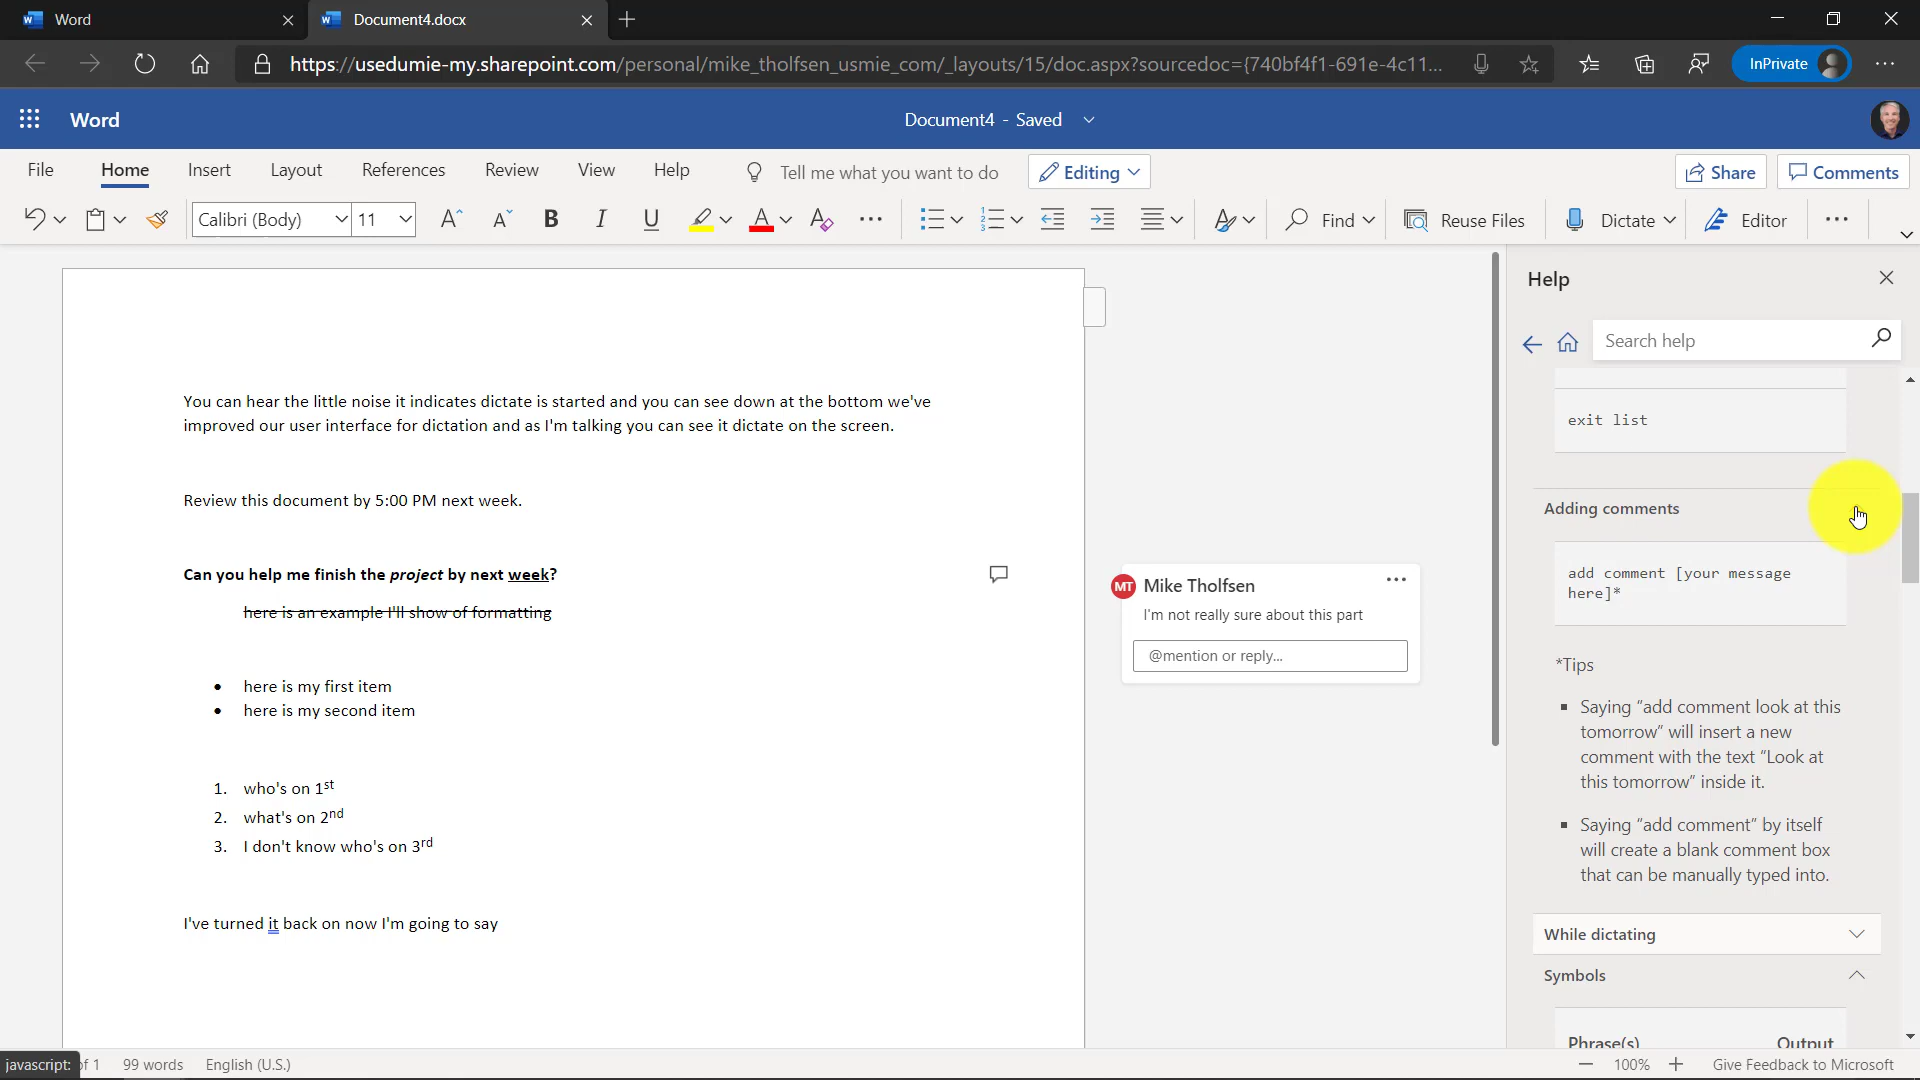 Word
Document4.docx
https://usedumie-my.sharepoint.com/personal/mike_tholfsen_usmie_com/_layouts/15/doc.aspx?sourcedoc={740bf4f1-691e-4c11...
InPrivate
Word
Document4 - Saved
File Home Insert Layout References Review View Help Tell me what you want to do Editing Share Comments
Calibri (Body) 11 A A B I U A A Find Reuse Files Dictate Editor
Help
Search help
exit list
Adding comments
add comment [your message
here]*
*Tips
Saying "add comment look at this
tomorrow" will insert a new
comment with the text "Look at
this tomorrow" inside it.
Saying "add comment" by itself
will create a blank comment box
that can be manually typed into.
While dictating
Symbols
Phrase(s) Output
You can hear the little noise it indicates dictate is started and you can see down at the bottom we've
improved our user interface for dictation and as I'm talking you can see it dictate on the screen.
Review this document by 5:00 PM next week.
Can you help me finish the project by next week?
here is an example I'll show of formatting
• here is my first item
• here is my second item
1. who's on 1st
2. what's on 2nd
3. I don't know who's on 3rd
I've turned it back on now I'm going to say
MT Mike Tholfsen
I'm not really sure about this part
@mention or reply...
javascript: of 1 99 words English (U.S.) 100% Give Feedback to Microsoft